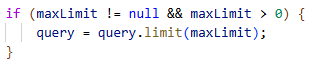 if (maxLimit != null && maxLimit > 0) {
    query = query.limit(maxLimit);
}